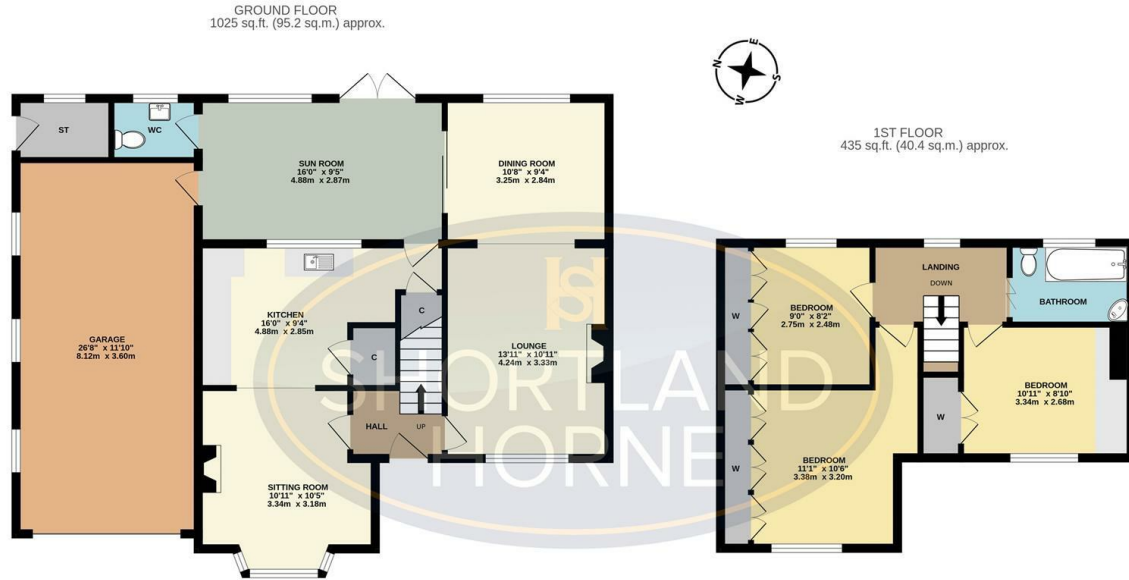 GROUND FLOOR
1025 sq.ft. (95.2 sq.m.) approx.
N
E
S
W
1ST FLOOR
435 sq.ft. (40.4 sq.m.) approx.
ST
WC
SUN ROOM
16'0" x 9'5"
4.88m x 2.87m
DINING ROOM
10'8" x 9'4"
3.25m x 2.84m
GARAGE
26'8" x 11'10"
8.12m x 3.60m
KITCHEN
16'0" x 9'4"
4.88m x 2.85m
C
C
LOUNGE
13'11" x 10'11"
4.24m x 3.33m
HALL
UP
SITTING ROOM
10'11" x 10'5"
3.34m x 3.18m
W
BEDROOM
9'0" x 8'2"
2.75m x 2.48m
LANDING
DOWN
BATHROOM
W
BEDROOM
10'11" x 8'10"
3.34m x 2.68m
W
BEDROOM
11'1" x 10'6"
3.38m x 3.20m
SHORTLAND
HORNE